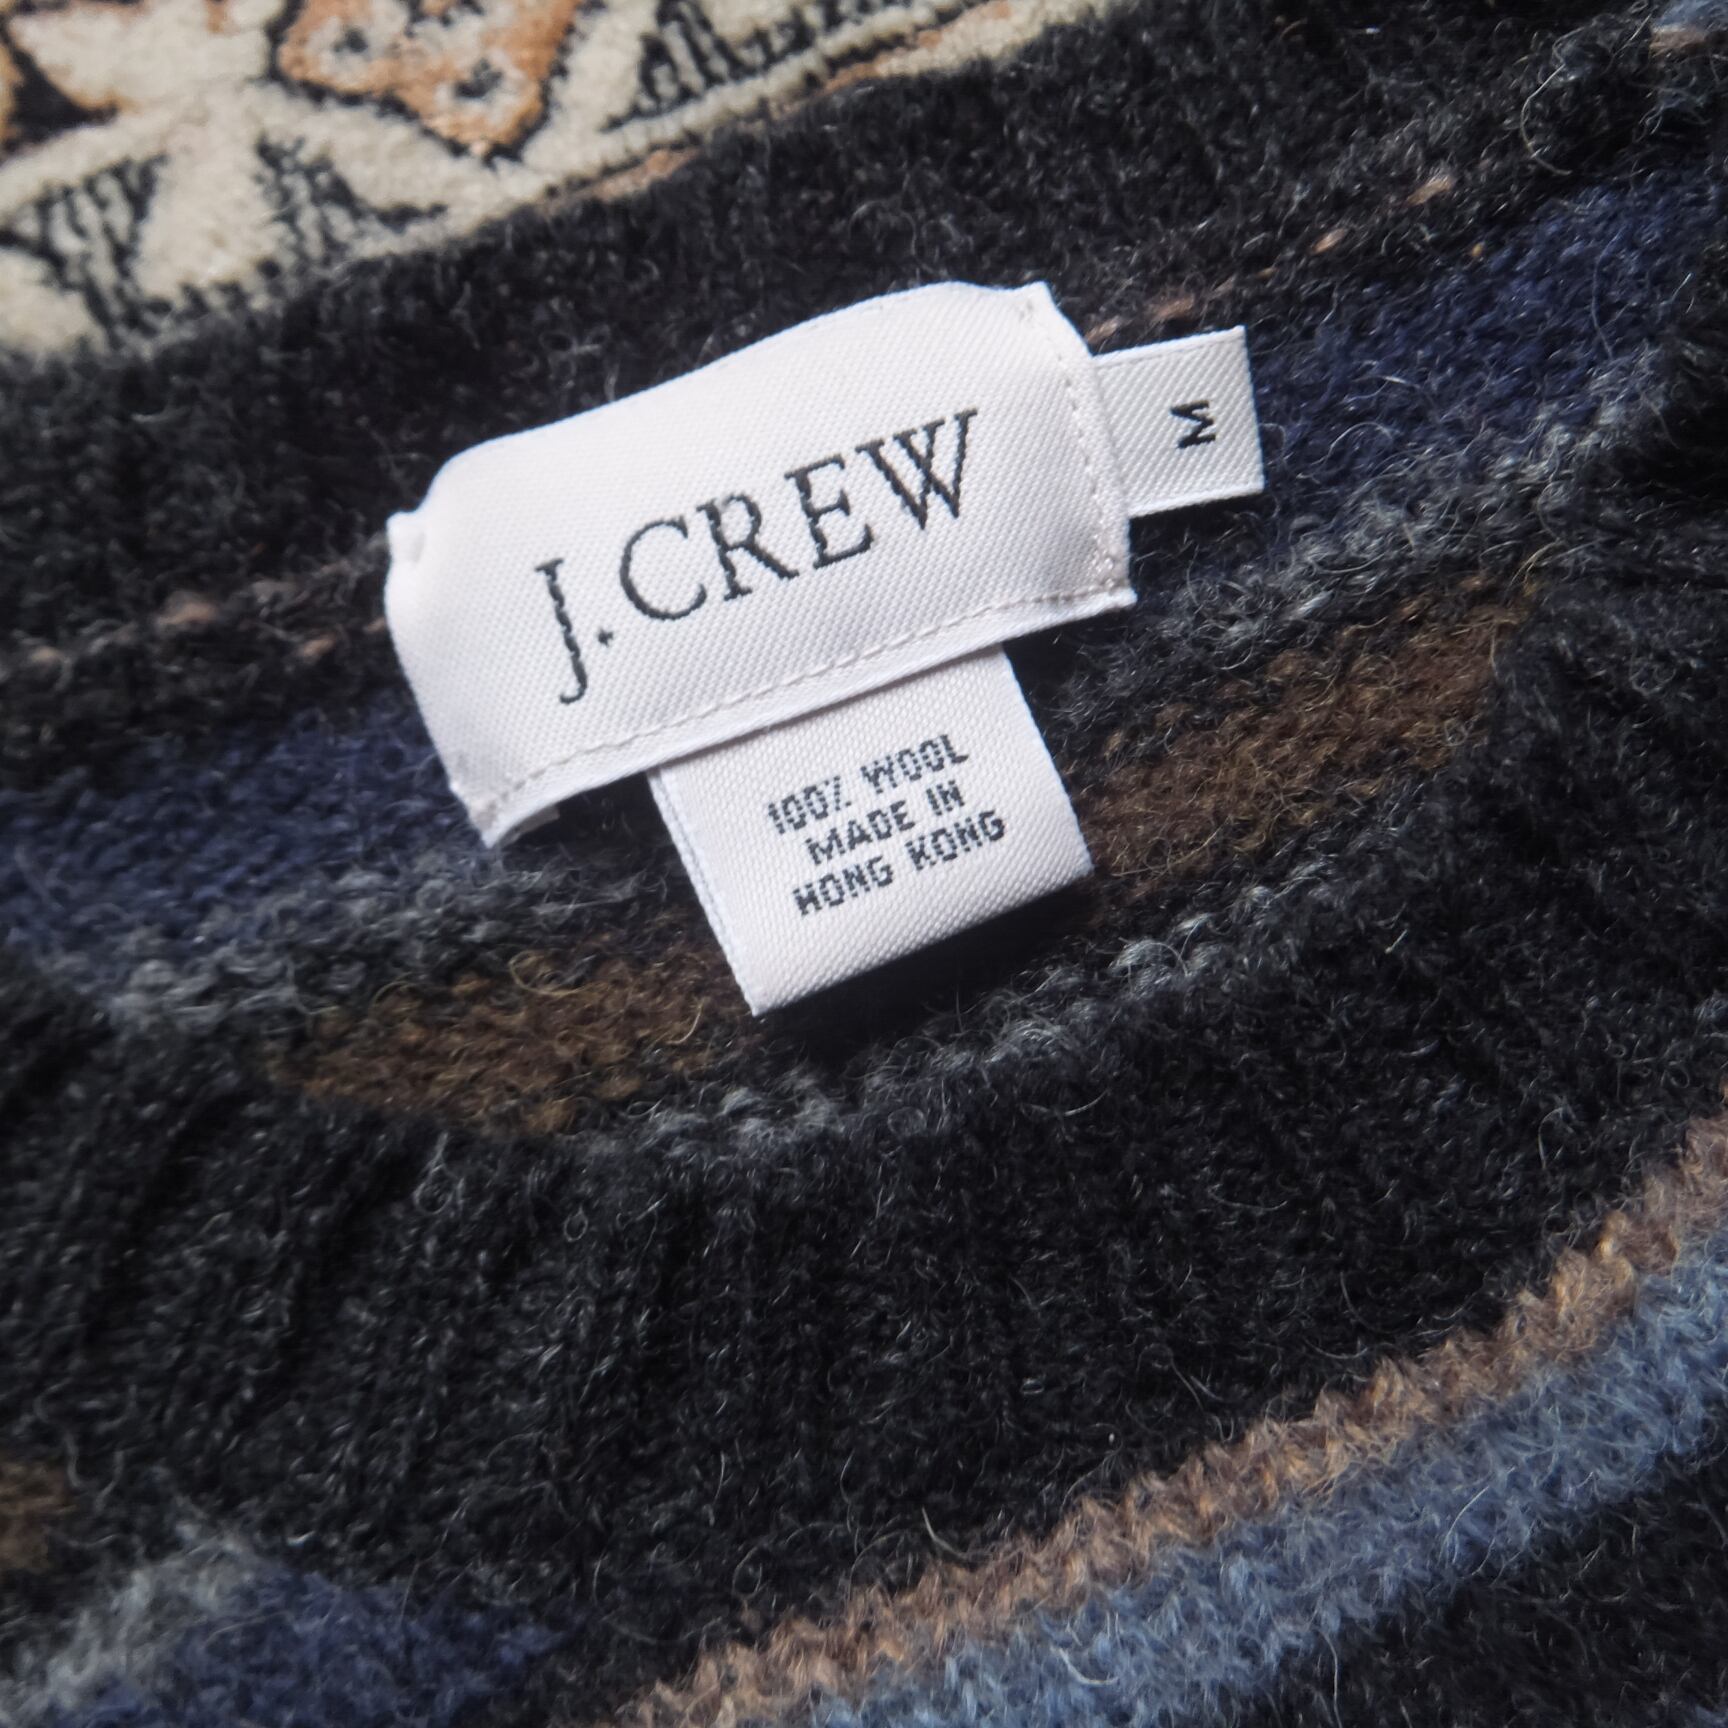 J.CREW
M
100% WOOL
MADE IN
HONG KONG